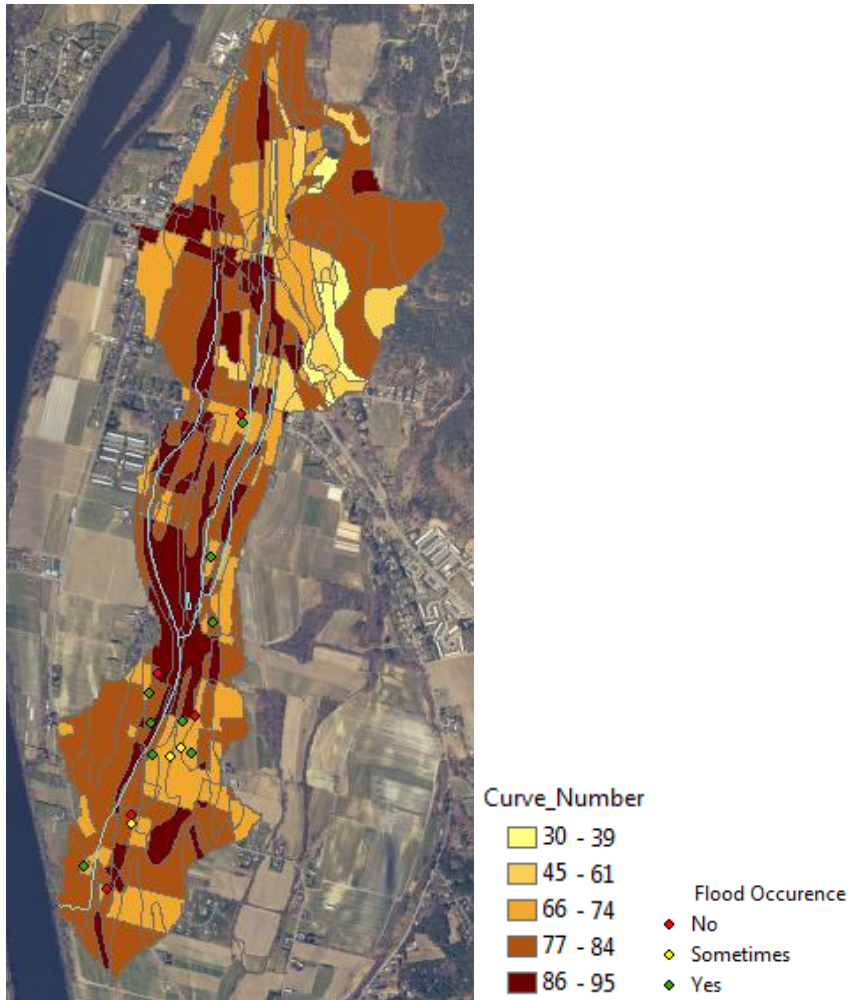 Curve_Number
30 - 39
45 - 61
66 - 74
77 - 84
86 - 95
Flood Occurence
No
Sometimes
Yes